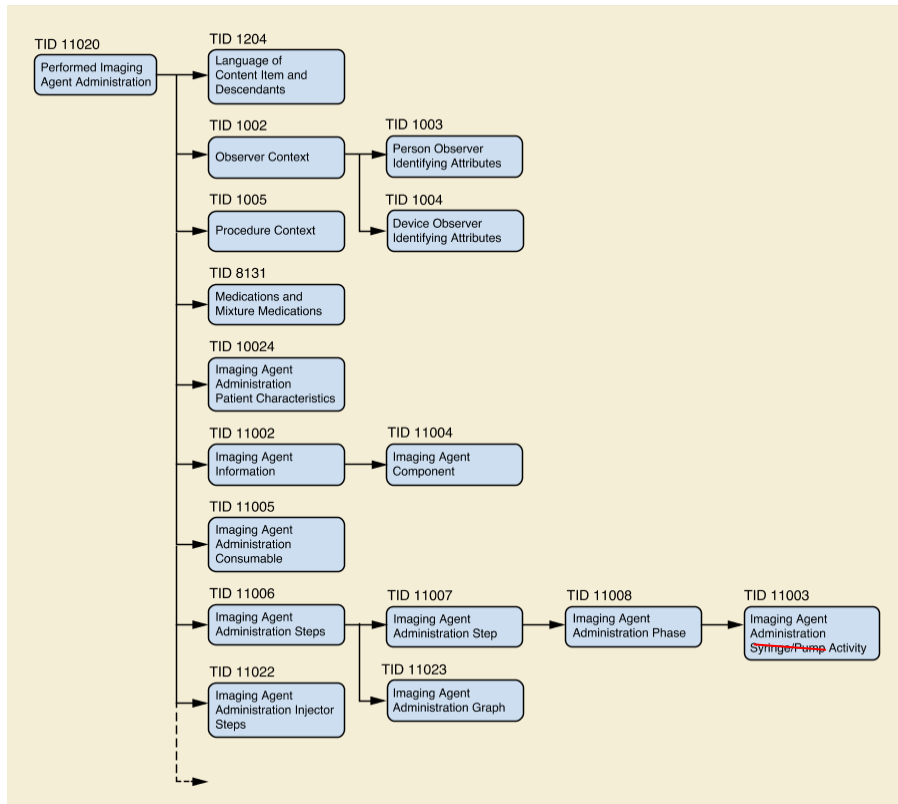 TID 11020
Performed Imaging
Agent Administration
TID 1204
Language of
Content Item and
Descendants
TID 1002
Observer Context
TID 1003
Person Observer
Identifying Attributes
TID 1004
Device Observer
Identifying Attributes
TID 1005
Procedure Context
TID 8131
Medications and
Mixture Medications
TID 10024
Imaging Agent
Administration
Patient Characteristics
TID 11002
Imaging Agent
Information
TID 11004
Imaging Agent
Component
TID 11005
Imaging Agent
Administration
Consumable
TID 11006
Imaging Agent
Administration Steps
TID 11007
Imaging Agent
Administration Step
TID 11008
Imaging Agent
Administration Phase
TID 11003
Imaging Agent
Administration
Syringe/Pump Activity
TID 11023
Imaging Agent
Administration Graph
TID 11022
Imaging Agent
Administration Injector
Steps